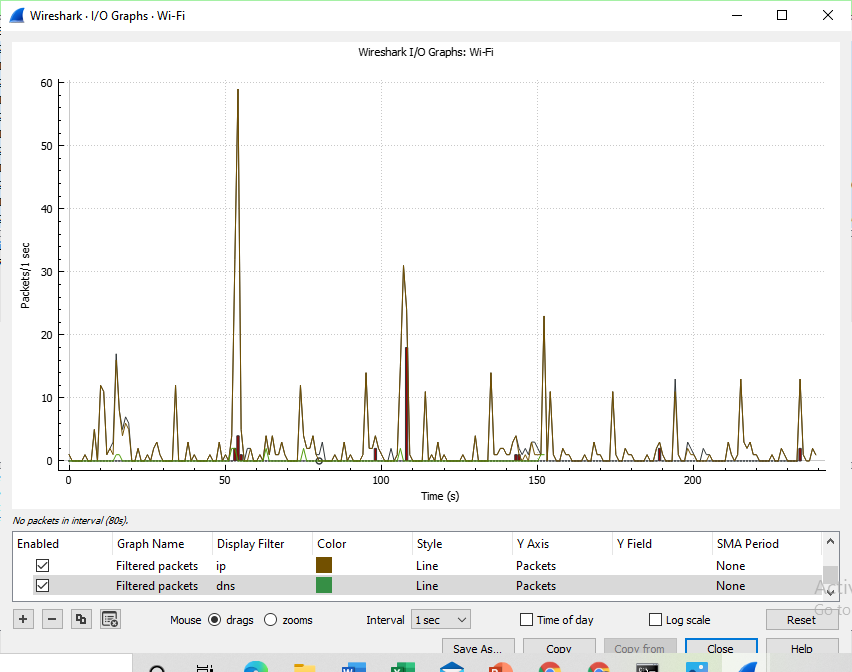 Wireshark · I/O Graphs · Wi-Fi
Wireshark I/O Graphs: Wi-Fi
60
50
40
30
20
10
0
Packets/1 sec
0 50 100 150 200
Time (s)
No packets in interval (80s).
Enabled Graph Name Display Filter Color Style Y Axis Y Field SMA Period
Filtered packets ip Line Packets None
Filtered packets dns Line Packets None
Mouse drags zooms Interval 1 sec Time of day Log scale Reset
Save As... Copy Copy from Close Help
Activ
Go to